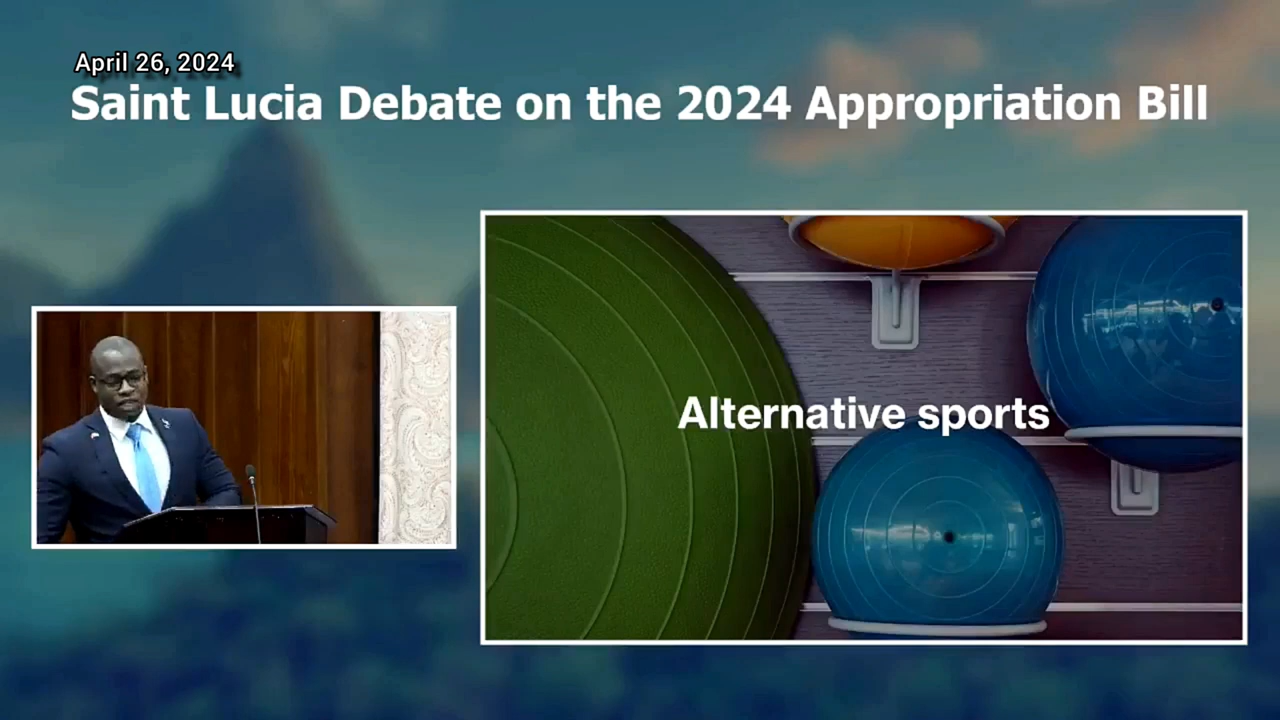 April 26, 2024
Saint Lucia Debate on the 2024 Appropriation Bill
Alternative sports